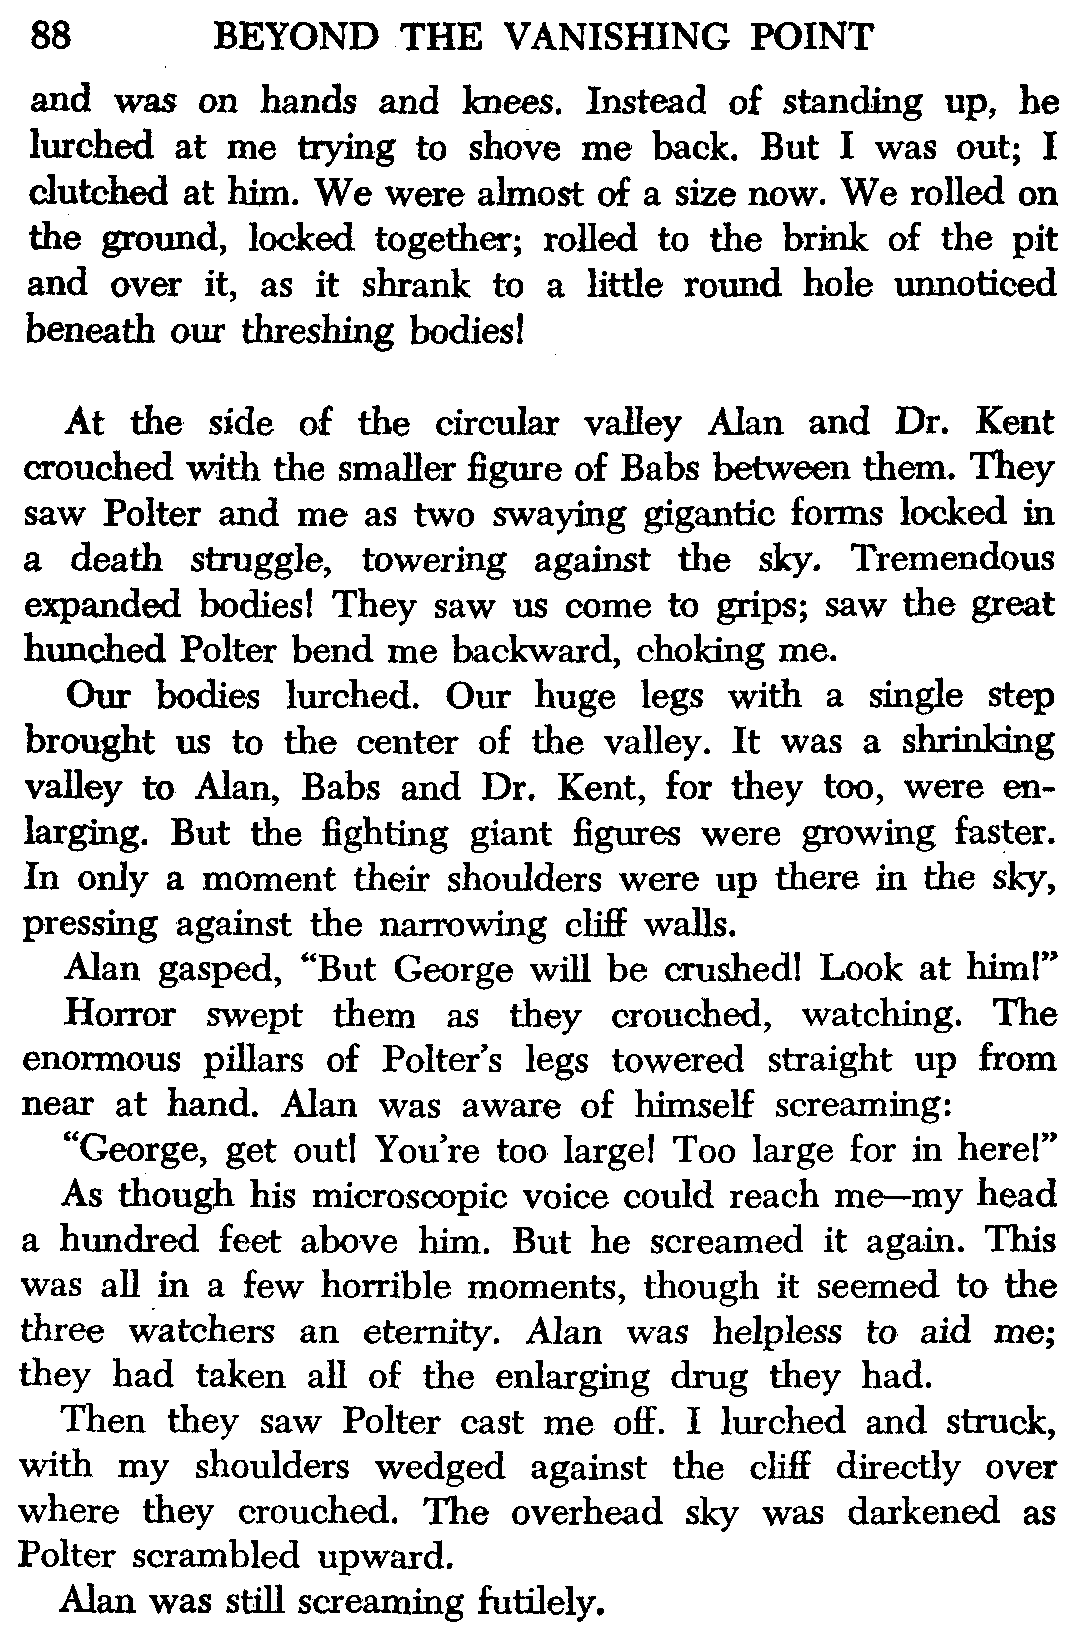 88 BEYOND THE VANISHING POINT
and was on hands and knees. Instead of standing up, he
lurched at me trying to shove me back. But I was out; I
clutched at him. We were almost of a size now. We rolled on
the ground, locked together; rolled to the brink of the pit
and over it, as it shrank to a little round hole unnoticed
beneath our threshing bodies!
At the side of the circular valley Alan and Dr. Kent
crouched with the smaller figure of Babs between them. They
saw Polter and me as two swaying gigantic forms locked in
a death struggle, towering against the sky. Tremendous
expanded bodies! They saw us come to grips; saw the great
hunched Polter bend me backward, choking me.
Our bodies lurched. Our huge legs with a single step
brought us to the center of the valley. It was a shrinking
valley to Alan, Babs and Dr. Kent, for they too, were en-
larging. But the fighting giant figures were growing faster.
In only a moment their shoulders were up there in the sky,
pressing against the narrowing cliff walls.
Alan gasped, “But George will be crushed! Look at him!”
Horror swept them as they crouched, watching. The
enormous pillars of Polter’s legs towered straight up from
near at hand. Alan was aware of himself screaming:
“George, get out! You’re too large! Too large for in here!”
As though his microscopic voice could reach me—my head
a hundred feet above him. But he screamed it again. This
was all in a few horrible moments, though it seemed to the
three watchers an eternity. Alan was helpless to aid me;
they had taken all of the enlarging drug they had.
Then they saw Polter cast me off. I lurched and struck,
with my shoulders wedged against the cliff directly over
where they crouched. The overhead sky was darkened as
Polter scrambled upward.
Alan was still screaming futilely.